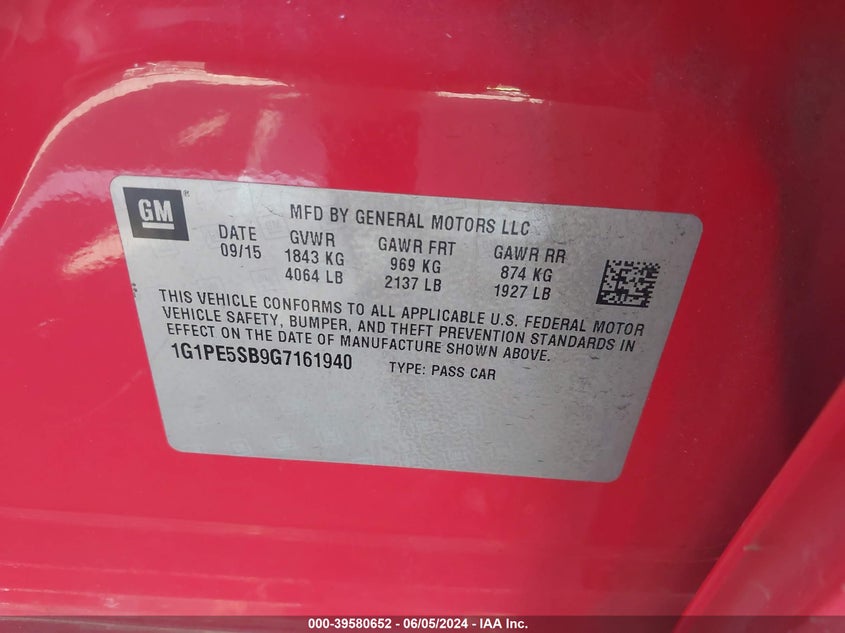 GM ®
MFD BY GENERAL MOTORS LLC
DATE GVWR GAWR FRT GAWR RR
09/15 1843 KG 969 KG 874 KG
4064 LB 2137 LB 1927 LB
THIS VEHICLE CONFORMS TO ALL APPLICABLE U.S. FEDERAL MOTOR
VEHICLE SAFETY, BUMPER, AND THEFT PREVENTION STANDARDS IN
EFFECT ON THE DATE OF MANUFACTURE SHOWN ABOVE.
1G1PE5SB9G7161940 TYPE: PASS CAR
000-39580652 - 06/05/2024 - IAA Inc.